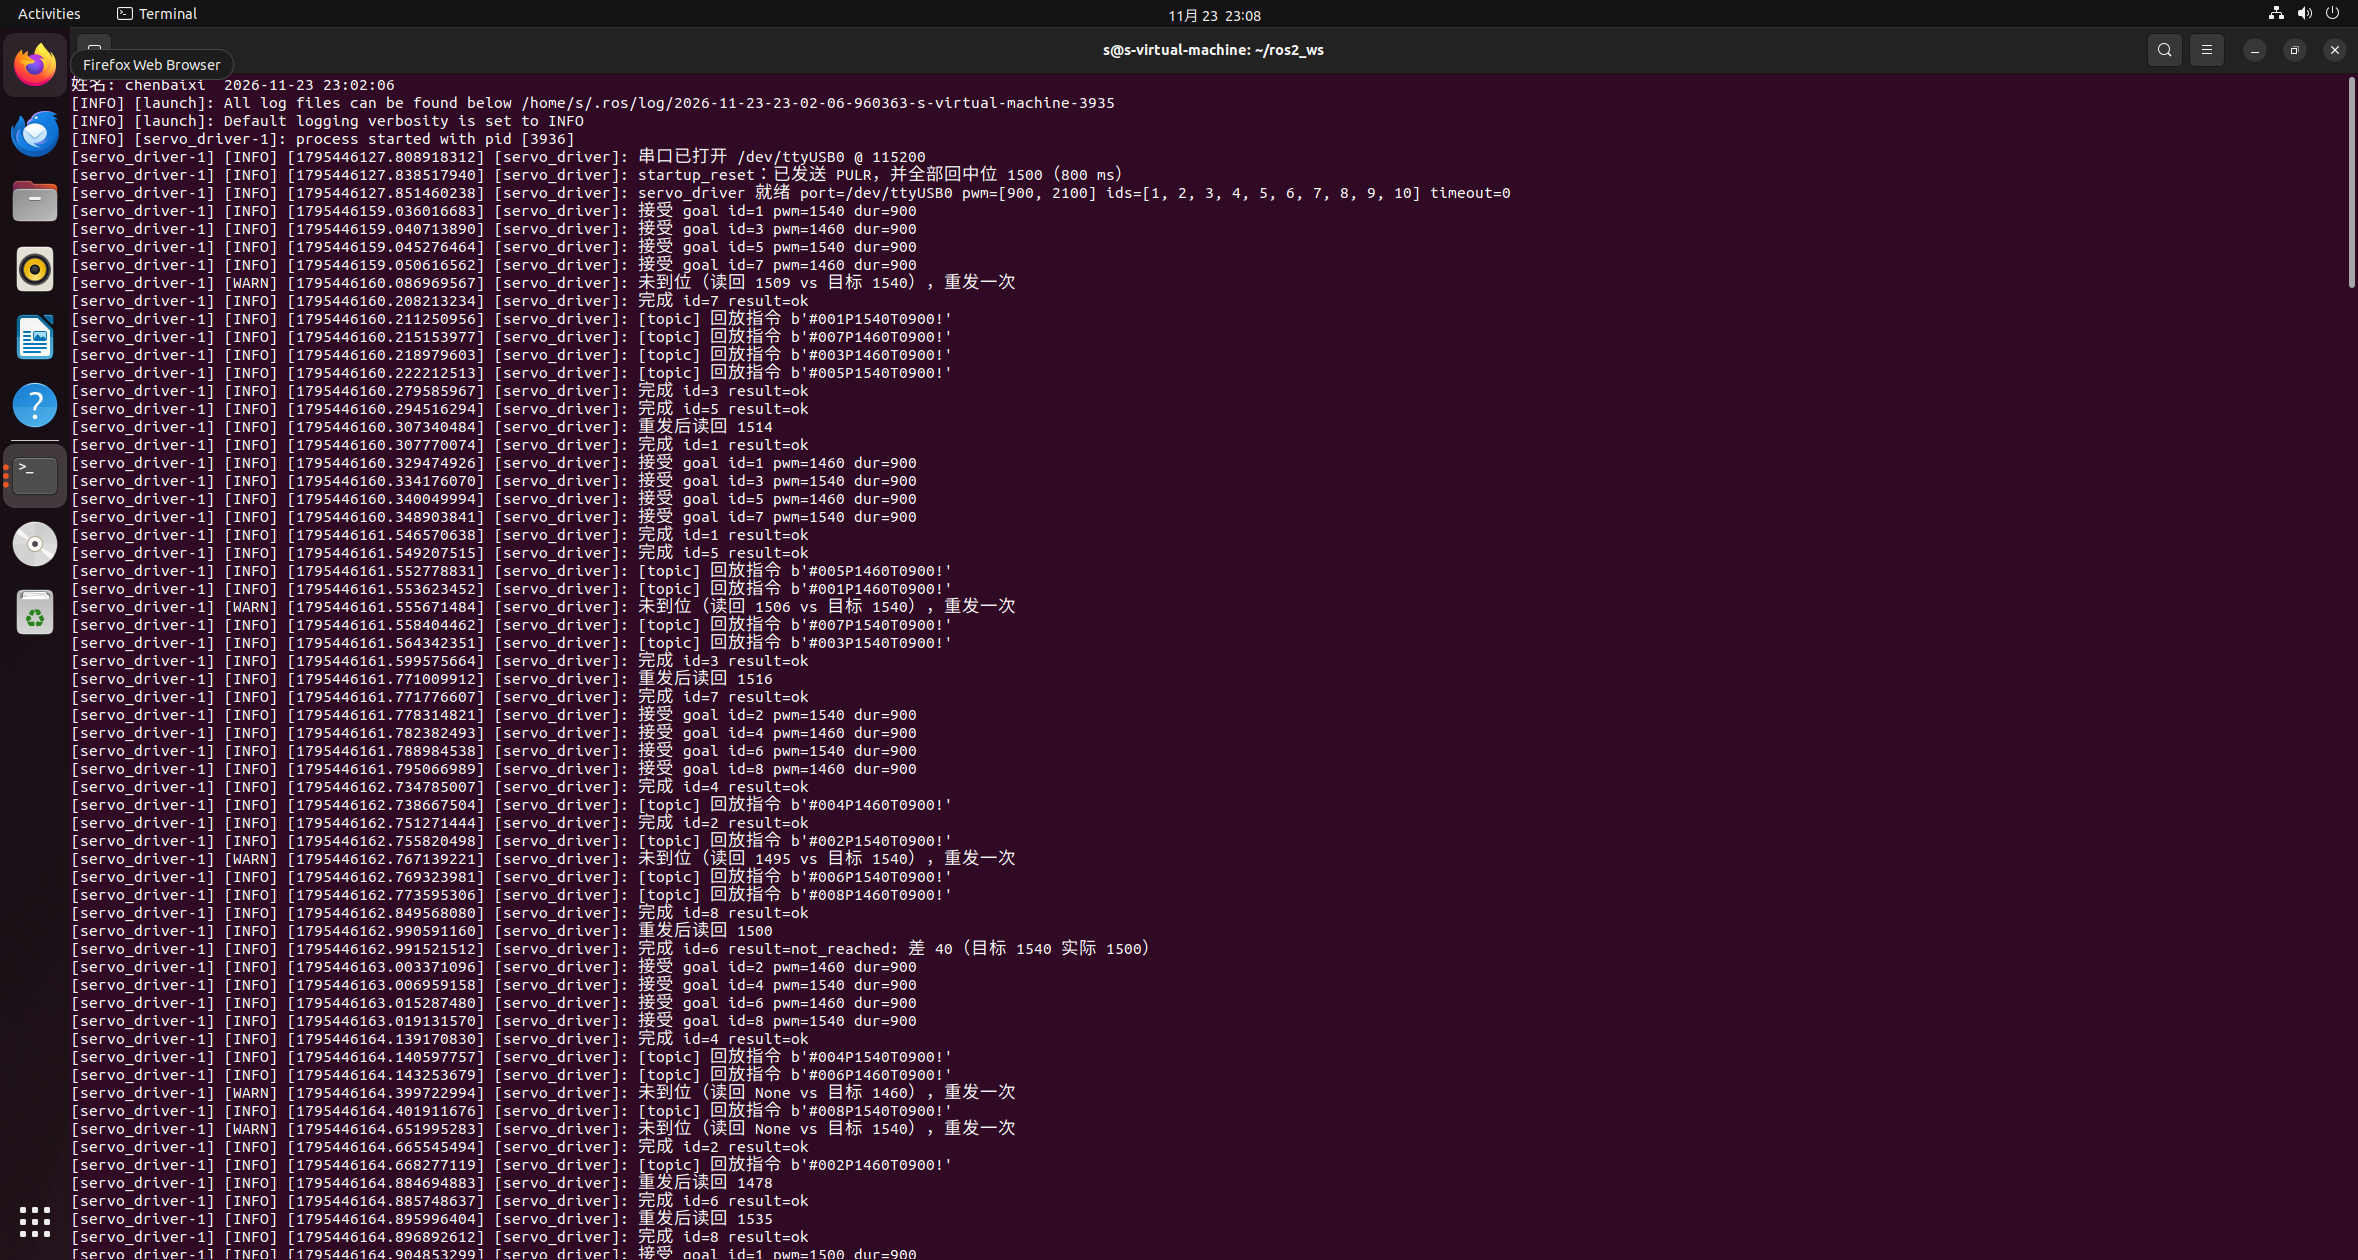 Activities
Terminal
11月 23 23:08
s@s-virtual-machine: ~/ros2_ws
Firefox Web Browser
姓名: chenbaixi  2026-11-23 23:02:06
[INFO] [launch]: All log files can be found below /home/s/.ros/log/2026-11-23-23-02-06-960363-s-virtual-machine-3935
[INFO] [launch]: Default logging verbosity is set to INFO
[INFO] [servo_driver-1]: process started with pid [3936]
[servo_driver-1] [INFO] [1795446127.808918312] [servo_driver]: 串口已打开 /dev/ttyUSB0 @ 115200
[servo_driver-1] [INFO] [1795446127.838517940] [servo_driver]: startup_reset：已发送 PULR，并全部回中位 1500（800 ms）
[servo_driver-1] [INFO] [1795446127.851460238] [servo_driver]: servo_driver 就绪 port=/dev/ttyUSB0 pwm=[900, 2100] ids=[1, 2, 3, 4, 5, 6, 7, 8, 9, 10] timeout=0
[servo_driver-1] [INFO] [1795446159.036016683] [servo_driver]: 接受 goal id=1 pwm=1540 dur=900
[servo_driver-1] [INFO] [1795446159.040713890] [servo_driver]: 接受 goal id=3 pwm=1460 dur=900
[servo_driver-1] [INFO] [1795446159.045276464] [servo_driver]: 接受 goal id=5 pwm=1540 dur=900
[servo_driver-1] [INFO] [1795446159.050616562] [servo_driver]: 接受 goal id=7 pwm=1460 dur=900
[servo_driver-1] [WARN] [1795446160.086969567] [servo_driver]: 未到位（读回 1509 vs 目标 1540），重发一次
[servo_driver-1] [INFO] [1795446160.208213234] [servo_driver]: 完成 id=7 result=ok
[servo_driver-1] [INFO] [1795446160.211250956] [servo_driver]: [topic] 回放指令 b'#001P1540T0900!'
[servo_driver-1] [INFO] [1795446160.215153977] [servo_driver]: [topic] 回放指令 b'#007P1460T0900!'
[servo_driver-1] [INFO] [1795446160.218979603] [servo_driver]: [topic] 回放指令 b'#003P1460T0900!'
[servo_driver-1] [INFO] [1795446160.222212513] [servo_driver]: [topic] 回放指令 b'#005P1540T0900!'
[servo_driver-1] [INFO] [1795446160.279585967] [servo_driver]: 完成 id=3 result=ok
[servo_driver-1] [INFO] [1795446160.294516294] [servo_driver]: 完成 id=5 result=ok
[servo_driver-1] [INFO] [1795446160.307340484] [servo_driver]: 重发后读回 1514
[servo_driver-1] [INFO] [1795446160.307770074] [servo_driver]: 完成 id=1 result=ok
[servo_driver-1] [INFO] [1795446160.329474926] [servo_driver]: 接受 goal id=1 pwm=1460 dur=900
[servo_driver-1] [INFO] [1795446160.334176070] [servo_driver]: 接受 goal id=3 pwm=1540 dur=900
[servo_driver-1] [INFO] [1795446160.340049994] [servo_driver]: 接受 goal id=5 pwm=1460 dur=900
[servo_driver-1] [INFO] [1795446160.348903841] [servo_driver]: 接受 goal id=7 pwm=1540 dur=900
[servo_driver-1] [INFO] [1795446161.546570638] [servo_driver]: 完成 id=1 result=ok
[servo_driver-1] [INFO] [1795446161.549207515] [servo_driver]: 完成 id=5 result=ok
[servo_driver-1] [INFO] [1795446161.552778831] [servo_driver]: [topic] 回放指令 b'#005P1460T0900!'
[servo_driver-1] [INFO] [1795446161.553623452] [servo_driver]: [topic] 回放指令 b'#001P1460T0900!'
[servo_driver-1] [WARN] [1795446161.555671484] [servo_driver]: 未到位（读回 1506 vs 目标 1540），重发一次
[servo_driver-1] [INFO] [1795446161.558404462] [servo_driver]: [topic] 回放指令 b'#007P1540T0900!'
[servo_driver-1] [INFO] [1795446161.564342351] [servo_driver]: [topic] 回放指令 b'#003P1540T0900!'
[servo_driver-1] [INFO] [1795446161.599575664] [servo_driver]: 完成 id=3 result=ok
[servo_driver-1] [INFO] [1795446161.771009912] [servo_driver]: 重发后读回 1516
[servo_driver-1] [INFO] [1795446161.771776607] [servo_driver]: 完成 id=7 result=ok
[servo_driver-1] [INFO] [1795446161.778314821] [servo_driver]: 接受 goal id=2 pwm=1540 dur=900
[servo_driver-1] [INFO] [1795446161.782382493] [servo_driver]: 接受 goal id=4 pwm=1460 dur=900
[servo_driver-1] [INFO] [1795446161.788984538] [servo_driver]: 接受 goal id=6 pwm=1540 dur=900
[servo_driver-1] [INFO] [1795446161.795066989] [servo_driver]: 接受 goal id=8 pwm=1460 dur=900
[servo_driver-1] [INFO] [1795446162.734785007] [servo_driver]: 完成 id=4 result=ok
[servo_driver-1] [INFO] [1795446162.738667504] [servo_driver]: [topic] 回放指令 b'#004P1460T0900!'
[servo_driver-1] [INFO] [1795446162.751271444] [servo_driver]: 完成 id=2 result=ok
[servo_driver-1] [INFO] [1795446162.755820498] [servo_driver]: [topic] 回放指令 b'#002P1540T0900!'
[servo_driver-1] [WARN] [1795446162.767139221] [servo_driver]: 未到位（读回 1495 vs 目标 1540），重发一次
[servo_driver-1] [INFO] [1795446162.769323981] [servo_driver]: [topic] 回放指令 b'#006P1540T0900!'
[servo_driver-1] [INFO] [1795446162.773595306] [servo_driver]: [topic] 回放指令 b'#008P1460T0900!'
[servo_driver-1] [INFO] [1795446162.849568080] [servo_driver]: 完成 id=8 result=ok
[servo_driver-1] [INFO] [1795446162.990591160] [servo_driver]: 重发后读回 1500
[servo_driver-1] [INFO] [1795446162.991521512] [servo_driver]: 完成 id=6 result=not_reached: 差 40（目标 1540 实际 1500）
[servo_driver-1] [INFO] [1795446163.003371096] [servo_driver]: 接受 goal id=2 pwm=1460 dur=900
[servo_driver-1] [INFO] [1795446163.006959158] [servo_driver]: 接受 goal id=4 pwm=1540 dur=900
[servo_driver-1] [INFO] [1795446163.015287480] [servo_driver]: 接受 goal id=6 pwm=1460 dur=900
[servo_driver-1] [INFO] [1795446163.019131570] [servo_driver]: 接受 goal id=8 pwm=1540 dur=900
[servo_driver-1] [INFO] [1795446164.139170830] [servo_driver]: 完成 id=4 result=ok
[servo_driver-1] [INFO] [1795446164.140597757] [servo_driver]: [topic] 回放指令 b'#004P1540T0900!'
[servo_driver-1] [INFO] [1795446164.143253679] [servo_driver]: [topic] 回放指令 b'#006P1460T0900!'
[servo_driver-1] [WARN] [1795446164.399722994] [servo_driver]: 未到位（读回 None vs 目标 1460），重发一次
[servo_driver-1] [INFO] [1795446164.401911676] [servo_driver]: [topic] 回放指令 b'#008P1540T0900!'
[servo_driver-1] [WARN] [1795446164.651995283] [servo_driver]: 未到位（读回 None vs 目标 1540），重发一次
[servo_driver-1] [INFO] [1795446164.665545494] [servo_driver]: 完成 id=2 result=ok
[servo_driver-1] [INFO] [1795446164.668277119] [servo_driver]: [topic] 回放指令 b'#002P1460T0900!'
[servo_driver-1] [INFO] [1795446164.884694883] [servo_driver]: 重发后读回 1478
[servo_driver-1] [INFO] [1795446164.885748637] [servo_driver]: 完成 id=6 result=ok
[servo_driver-1] [INFO] [1795446164.895996404] [servo_driver]: 重发后读回 1535
[servo_driver-1] [INFO] [1795446164.896892612] [servo_driver]: 完成 id=8 result=ok
[servo_driver-1] [INFO] [1795446164.904853299] [servo_driver]: 接受 goal id=1 pwm=1500 dur=900